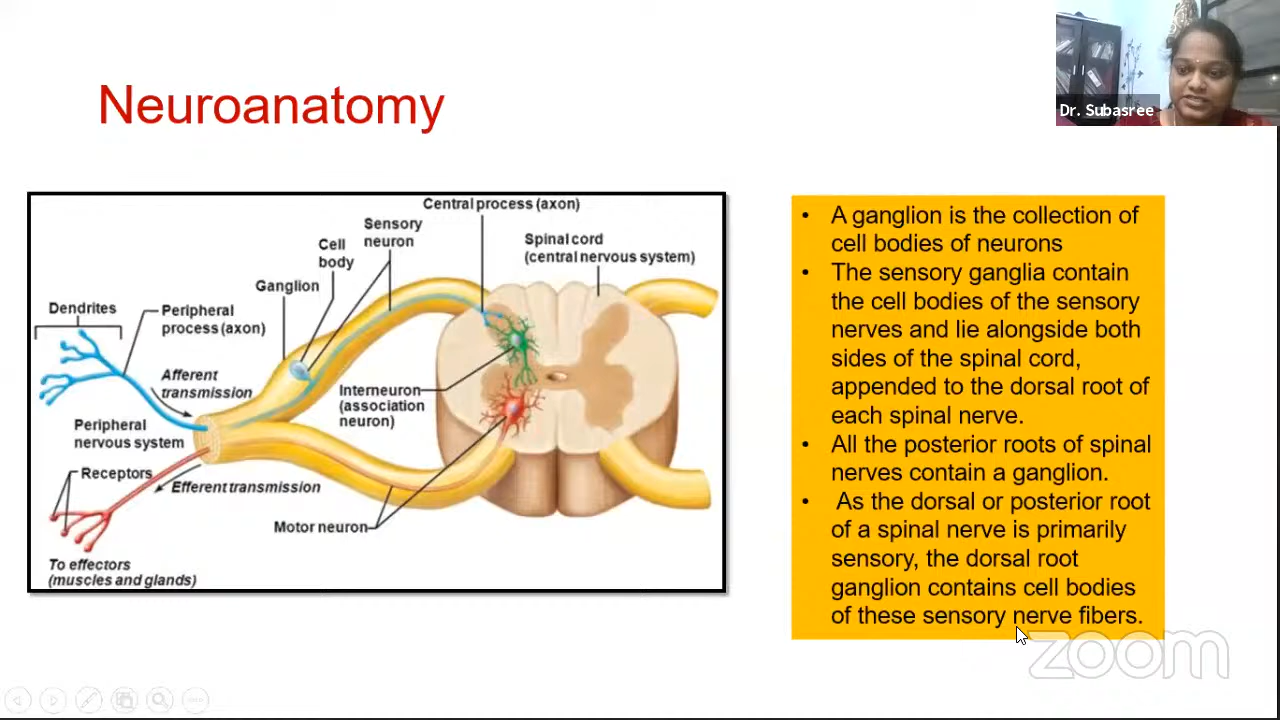 Neuroanatomy
Dr. Subasree
Central process (axon)
Sensory
neuron
Cell
body
Spinal cord
(central nervous system)
Ganglion
Dendrites
Peripheral
process (axon)
Afferent
transmission
Interneuron
(association
neuron)
Peripheral
nervous system
Receptors
Efferent transmission
Motor neuron
To effectors
(muscles and glands)
• A ganglion is the collection of
cell bodies of neurons
• The sensory ganglia contain
the cell bodies of the sensory
nerves and lie alongside both
sides of the spinal cord,
appended to the dorsal root of
each spinal nerve.
• All the posterior roots of spinal
nerves contain a ganglion.
• As the dorsal or posterior root
of a spinal nerve is primarily
sensory, the dorsal root
ganglion contains cell bodies
of these sensory nerve fibers.
zoom